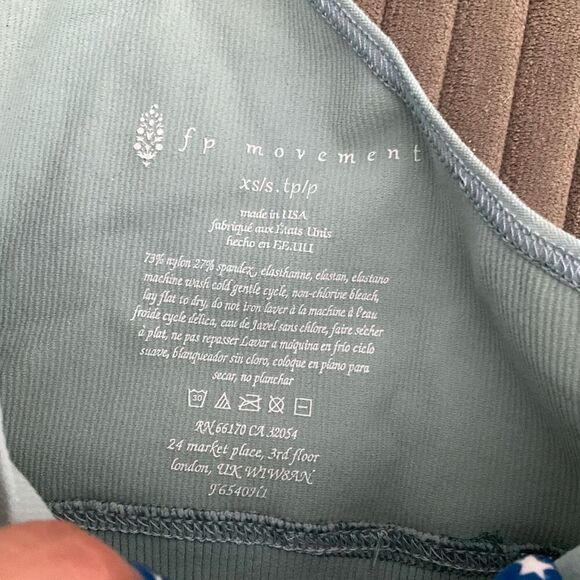 fp movement
xs/s.tp/p
made in USA
fabriqué aux États Unis
hecho en EE.UU
73% nylon 27% spandex, elasthanne, elastan, elastano
machine wash cold gentle cycle, non-chlorine bleach,
lay flat to dry, do not iron laver à la machine à l'eau
froide cycle délica, eau de Javel sans chlore, faire sécher
à plat, ne pas repasser Lavar a máquina en frío ciclo
suave, blanqueador sin cloro, coloque en plano para
secar, no planchar
30
RN 66170 CA 32054
24 market place, 3rd floor
london, UK W1W8AN